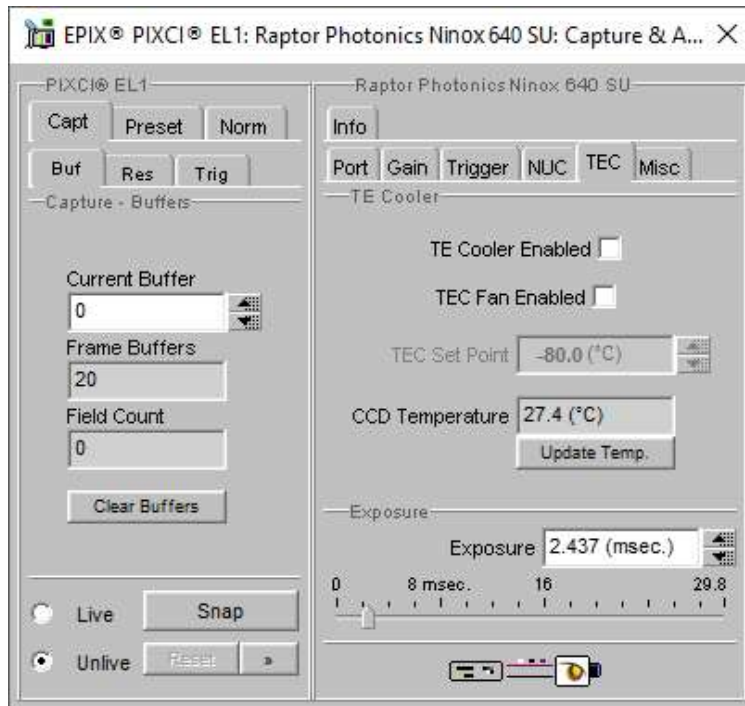 EPIX® PIXCI® EL1: Raptor Photonics Ninox 640 SU: Capture & A...
PIXCI® EL1
Capt Preset Norm
Buf Res Trig
Capture - Buffers
Current Buffer
0
Frame Buffers
20
Field Count
0
Clear Buffers
Live Snap
Unlive Reset »
Raptor Photonics Ninox 640 SU
Info
Port Gain Trigger NUC TEC Misc
TE Cooler
TE Cooler Enabled
TEC Fan Enabled
TEC Set Point -80.0 (°C)
CCD Temperature 27.4 (°C)
Update Temp.
Exposure
Exposure 2.437 (msec.)
0 8 msec. 16 29.8